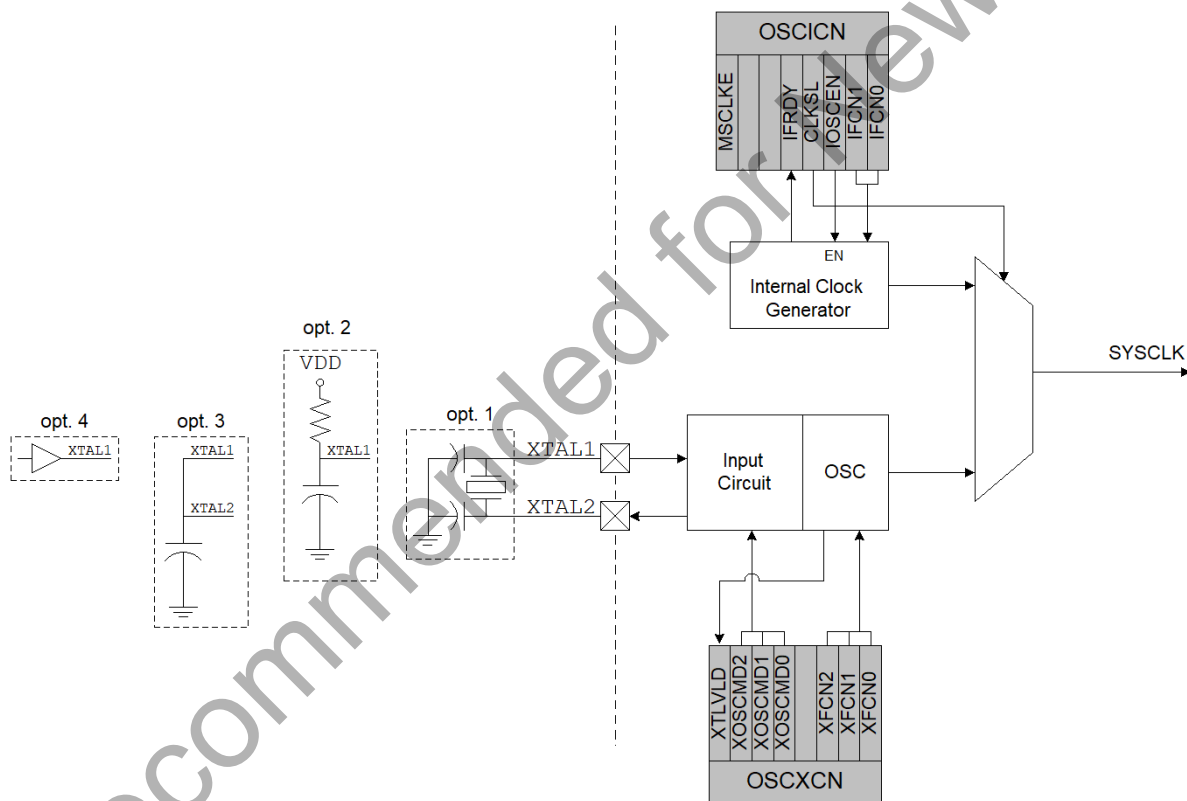 OSCICN
MSCLKE
IFRDY
CLKSL
IOSCEN
IFCN1
IFCN0
EN
Internal Clock
Generator
SYSCLK
opt. 4
XTAL1
opt. 3
XTAL1
XTAL2
opt. 2
VDD
XTAL1
opt. 1
XTAL1
XTAL2
Input
Circuit
OSC
XTLVLD
XOSCMD2
XOSCMD1
XOSCMD0
XFCN2
XFCN1
XFCN0
OSCXCN
ecommended for New